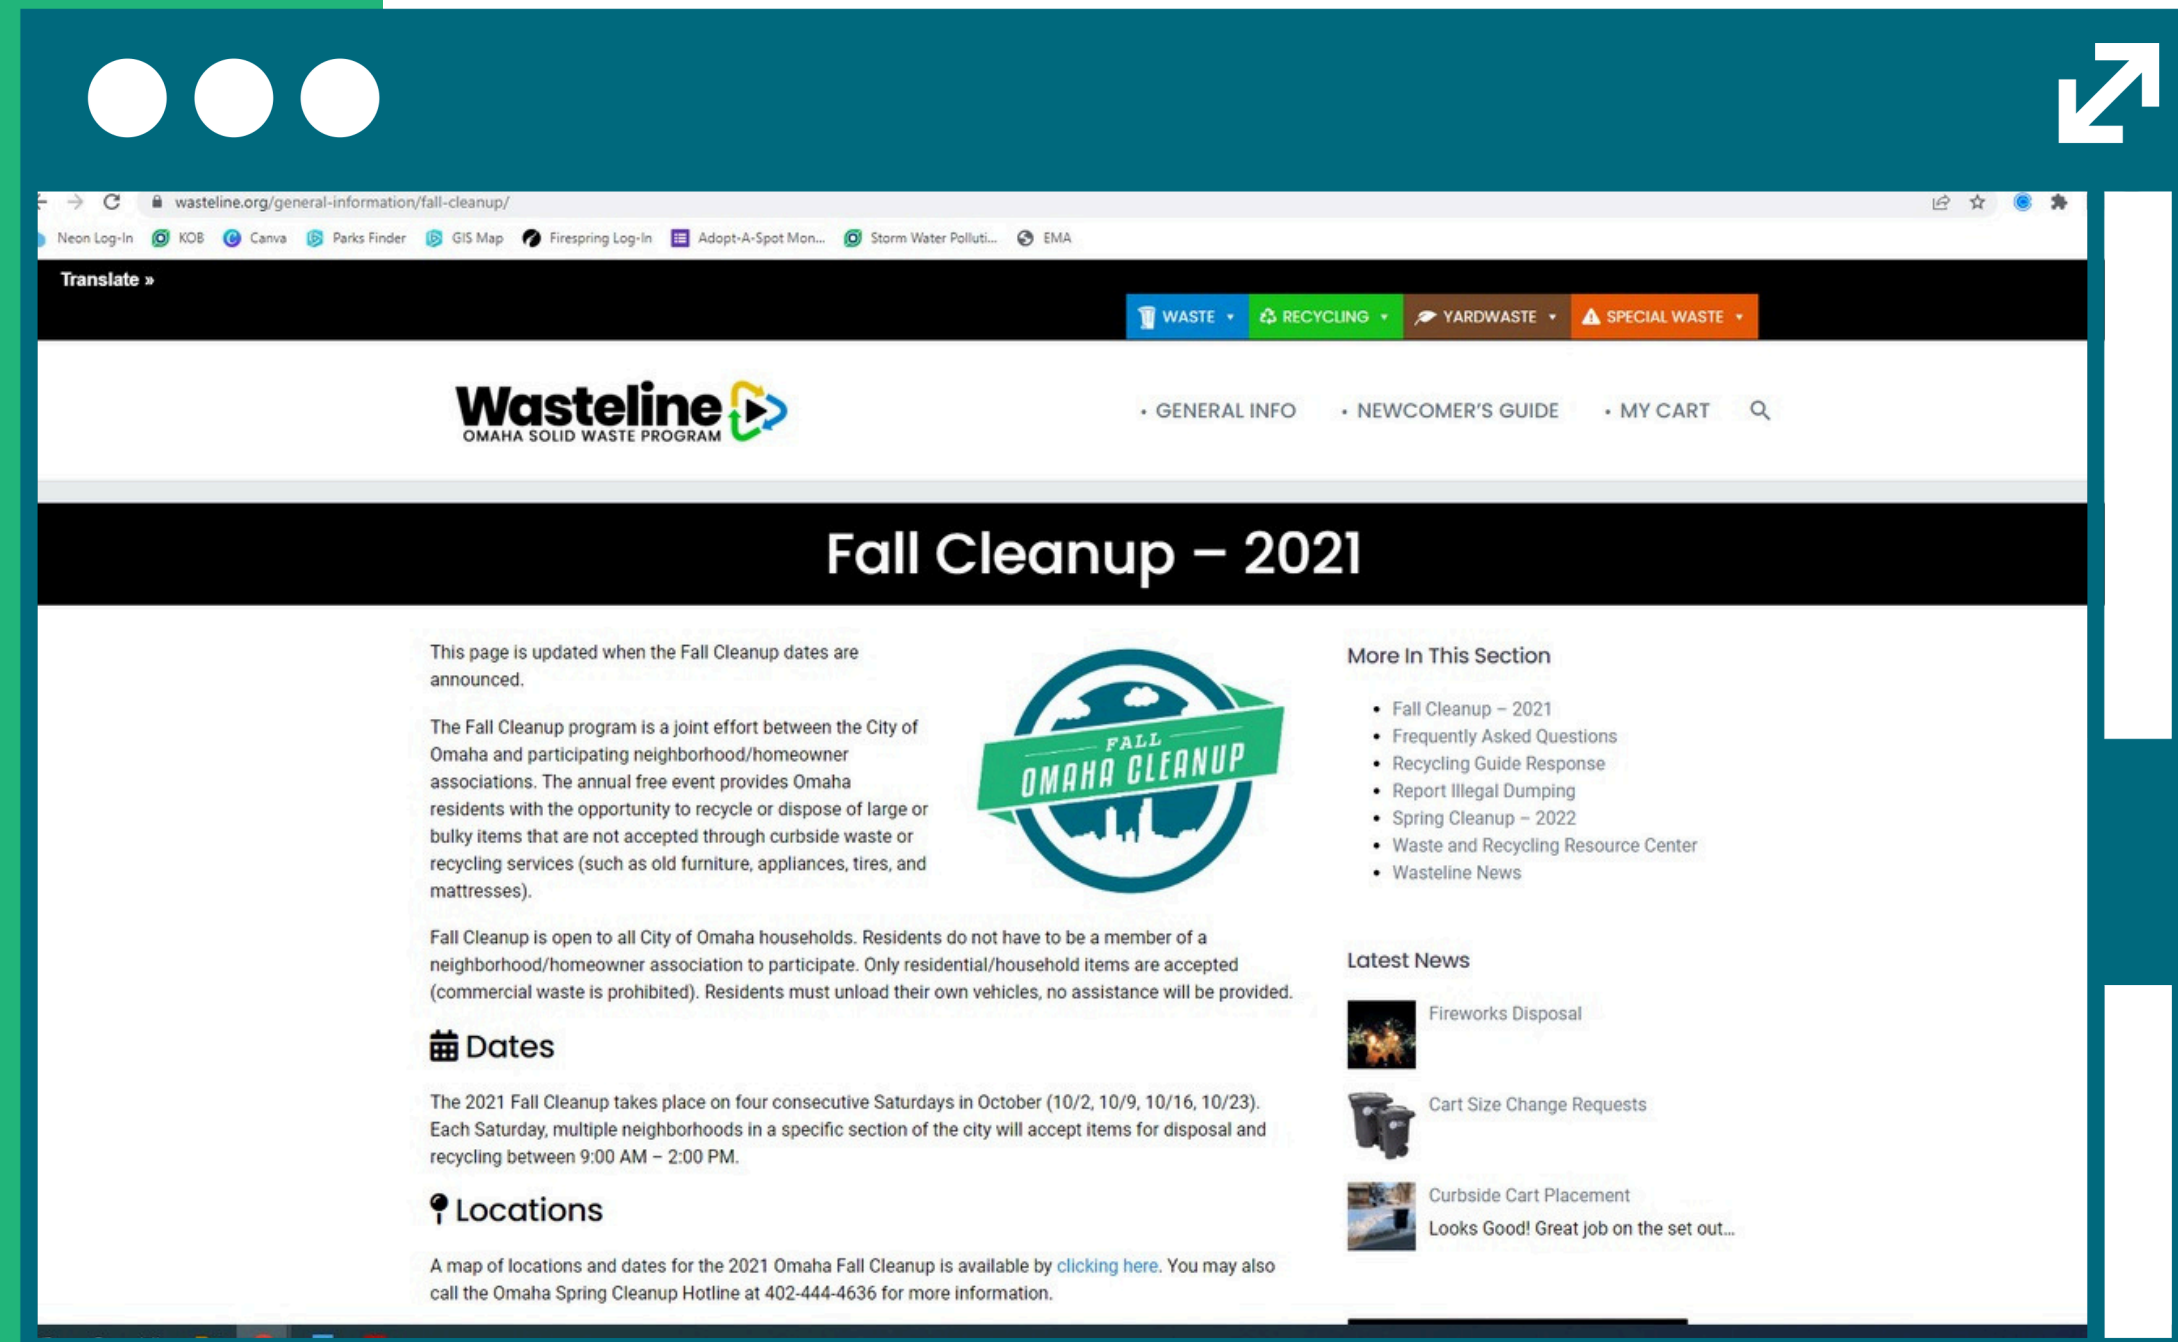 wasteline.org/general-information/fall-cleanup/
Neon Log-In KOB Canva Parks Finder GIS Map Firespring Log-In Adopt-A-Spot Mon... Storm Water Polluti... EMA
Translate »
WASTE RECYCLING YARDWASTE SPECIAL WASTE
Wasteline
OMAHA SOLID WASTE PROGRAM
• GENERAL INFO • NEWCOMER'S GUIDE • MY CART
Fall Cleanup – 2021
This page is updated when the Fall Cleanup dates are
announced.
The Fall Cleanup program is a joint effort between the City of
Omaha and participating neighborhood/homeowner
associations. The annual free event provides Omaha
residents with the opportunity to recycle or dispose of large or
bulky items that are not accepted through curbside waste or
recycling services (such as old furniture, appliances, tires, and
mattresses).
FALL
OMAHA CLEANUP
Fall Cleanup is open to all City of Omaha households. Residents do not have to be a member of a
neighborhood/homeowner association to participate. Only residential/household items are accepted
(commercial waste is prohibited). Residents must unload their own vehicles, no assistance will be provided.
Dates
The 2021 Fall Cleanup takes place on four consecutive Saturdays in October (10/2, 10/9, 10/16, 10/23).
Each Saturday, multiple neighborhoods in a specific section of the city will accept items for disposal and
recycling between 9:00 AM – 2:00 PM.
Locations
A map of locations and dates for the 2021 Omaha Fall Cleanup is available by clicking here. You may also
call the Omaha Spring Cleanup Hotline at 402-444-4636 for more information.
More In This Section
• Fall Cleanup – 2021
• Frequently Asked Questions
• Recycling Guide Response
• Report Illegal Dumping
• Spring Cleanup – 2022
• Waste and Recycling Resource Center
• Wasteline News
Latest News
Fireworks Disposal
Cart Size Change Requests
Curbside Cart Placement
Looks Good! Great job on the set out...